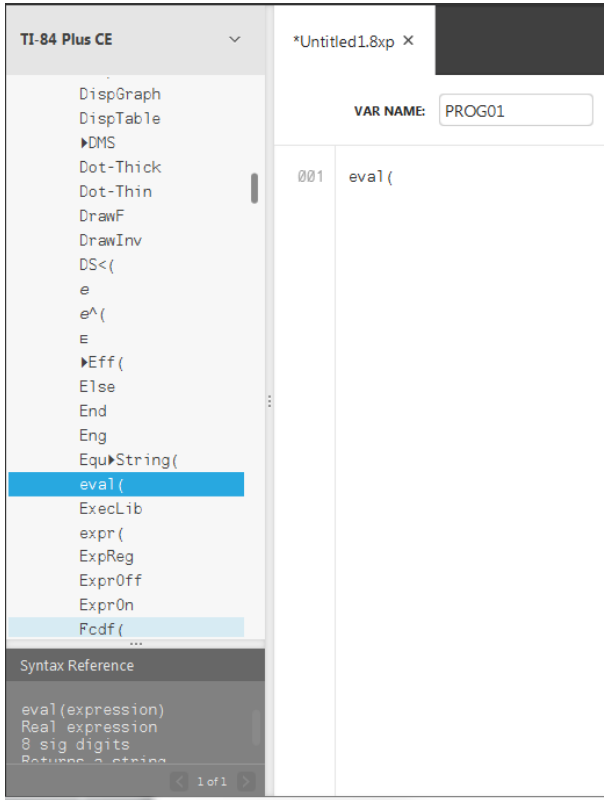 TI-84 Plus CE
*Untitled1.8xp ×
DispGraph
DispTable
▶DMS
Dot-Thick
Dot-Thin
DrawF
DrawInv
DS<(
e
e^(
E
▶Eff(
Else
End
Eng
Equ▶String(
eval(
ExecLib
expr(
ExpReg
ExprOff
ExprOn
Fcdf(
Syntax Reference
eval(expression)
Real expression
8 sig digits
Returns a string
< 1 of 1 >
VAR NAME: PROG01
001 eval(